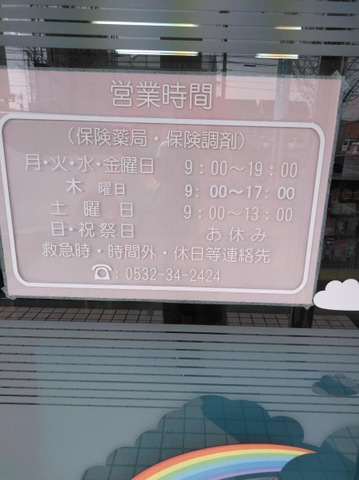 営業時間
(保険薬局・保険調剤)
月・火・水・金曜日 9：00～19：00
木 曜日 9：00～17：00
土 曜 日 9：00～13：00
日・祝祭日 お休み
救急時・時間外・休日等連絡先
☎：0532-34-2424